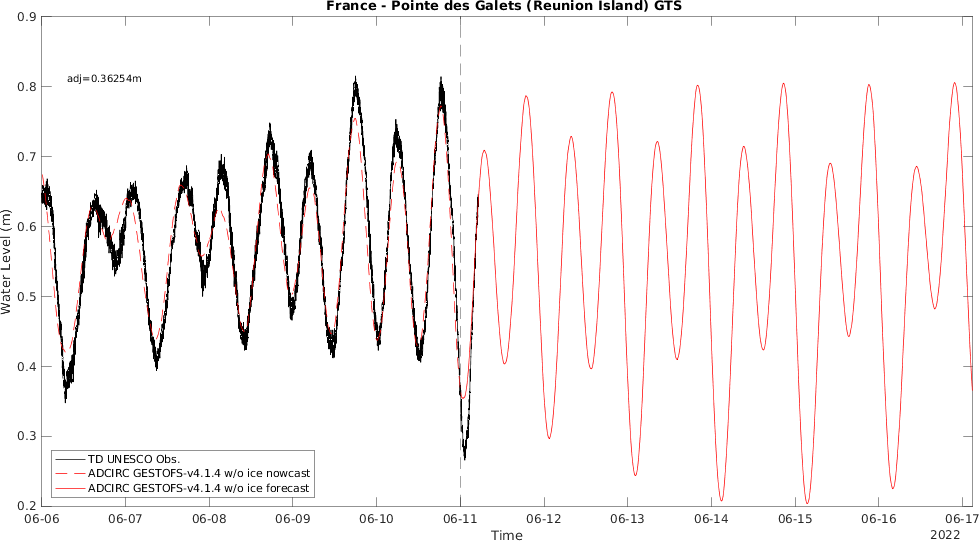 France - Pointe des Galets (Reunion Island) GTS
0.9
adj=0.36254m
0.8
0.7
0.6
0.5
0.4
0.3
0.2
Water Level (m)
TD UNESCO Obs.
ADCIRC GESTOFS-v4.1.4 w/o ice nowcast
ADCIRC GESTOFS-v4.1.4 w/o ice forecast
06-06 06-07 06-08 06-09 06-10 06-11 06-12 06-13 06-14 06-15 06-16 06-17
Time
2022